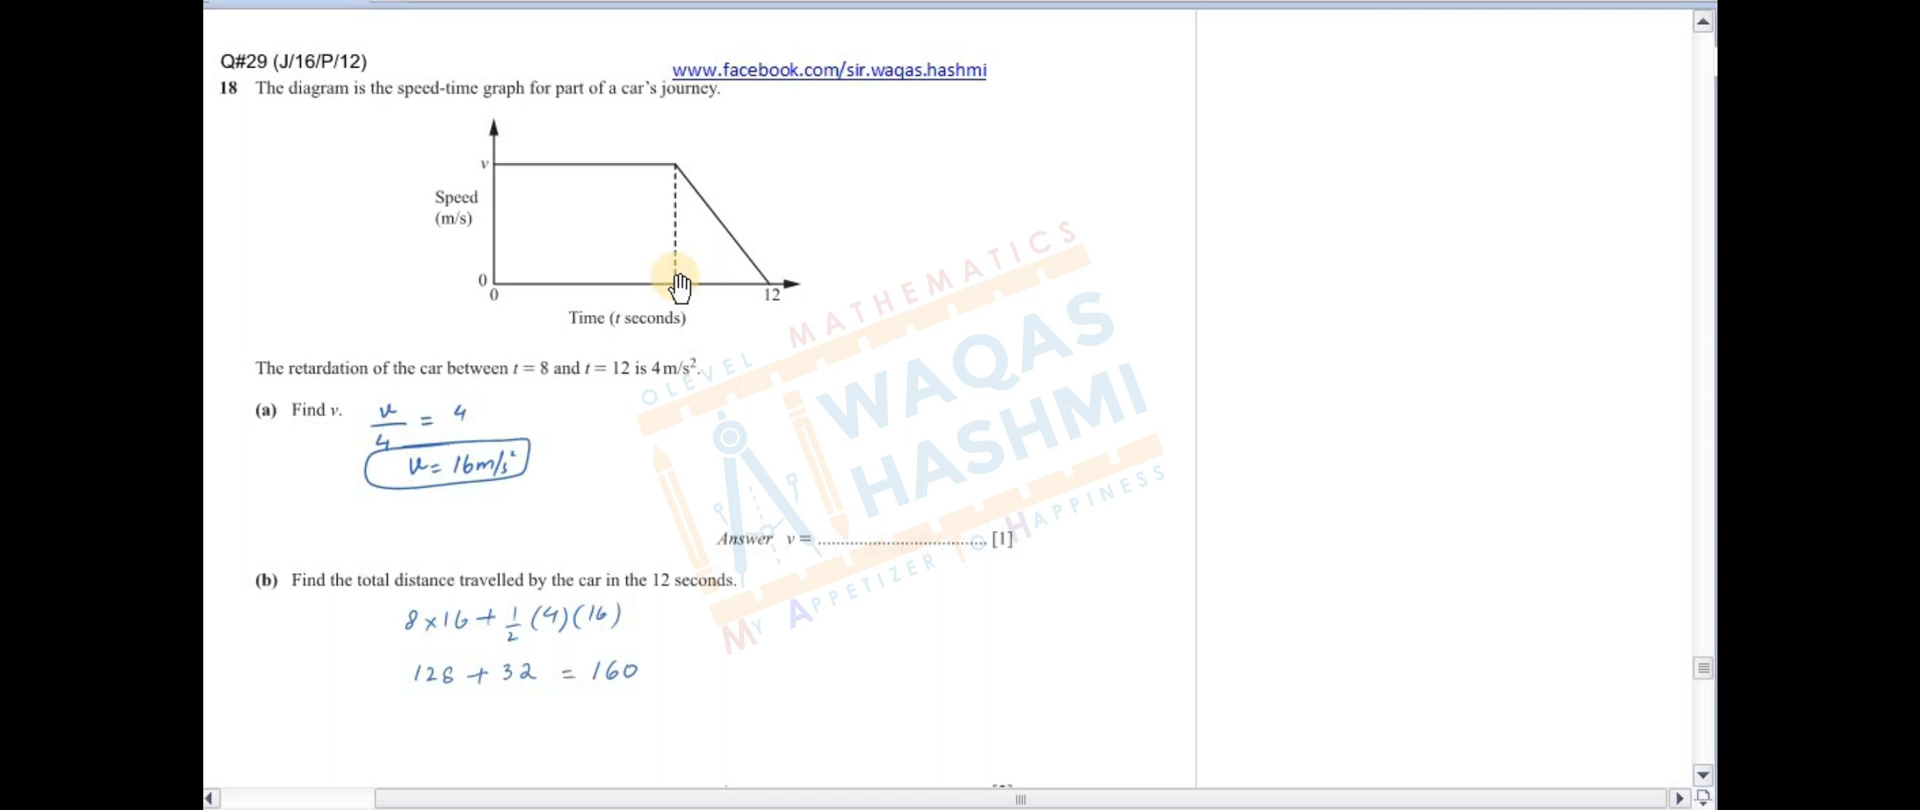 Q#29 (J/16/P/12)
www.facebook.com/sir.waqas.hashmi
18 The diagram is the speed-time graph for part of a car's journey.
v
Speed
(m/s)
0
0
12
Time (t seconds)
The retardation of the car between t = 8 and t = 12 is 4 m/s².
(a) Find v.
v/4 = 4
v = 16m/s²
Answer v = ...................................... [1]
(b) Find the total distance travelled by the car in the 12 seconds.
8 x 16 + 1/2 (4)(16)
128 + 32 = 160
OLEVEL MATHEMATICS
WAQAS
HASHMI
MY APPETIZER TO HAPPINESS